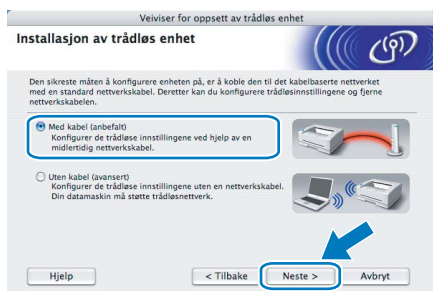 Veiviser for oppsett av trådløs enhet
Installasjon av trådløs enhet
Den sikreste måten å konfigurere enheten på, er å koble den til det kabelbaserte nettverket
med en standard nettverkskabel. Deretter kan du konfigurere trådløsinnstillingene og fjerne
nettverkskabelen.
Med kabel (anbefalt)
Konfigurer de trådløse innstillingene ved hjelp av en
midlertidig nettverkskabel.
Uten kabel (avansert)
Konfigurer de trådløse innstillingene uten en nettverkskabel.
Din datamaskin må støtte trådløsnettverk.
Hjelp
< Tilbake
Neste >
Avbryt